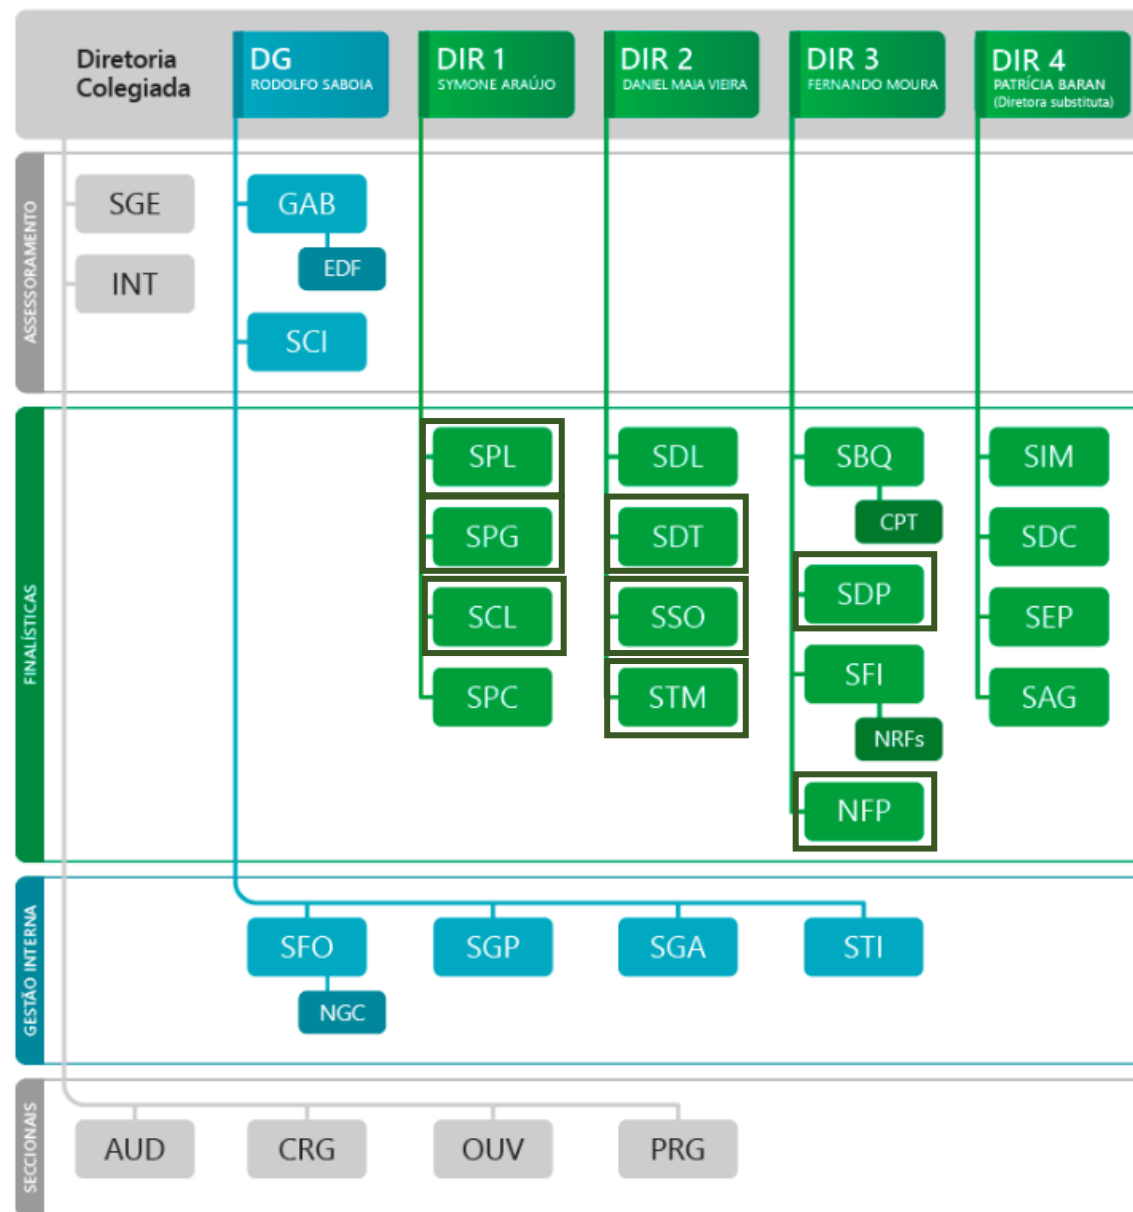 Diretoria
Colegiada
DG
RODOLFO SABOIA
DIR 1
SYMONE ARAÚJO
DIR 2
DANIEL MAIA VIEIRA
DIR 3
FERNANDO MOURA
DIR 4
PATRÍCIA BARAN
(Diretora substituta)
ASSESSORAMENTO
SGE
GAB
EDF
INT
SCI
FINALÍSTICAS
SPL
SDL
SBQ
SIM
CPT
SPG
SDT
SDC
SCL
SSO
SDP
SEP
SPC
STM
SFI
SAG
NRFs
NFP
GESTÃO INTERNA
SFO
SGP
SGA
STI
NGC
SECCIONAIS
AUD
CRG
OUV
PRG